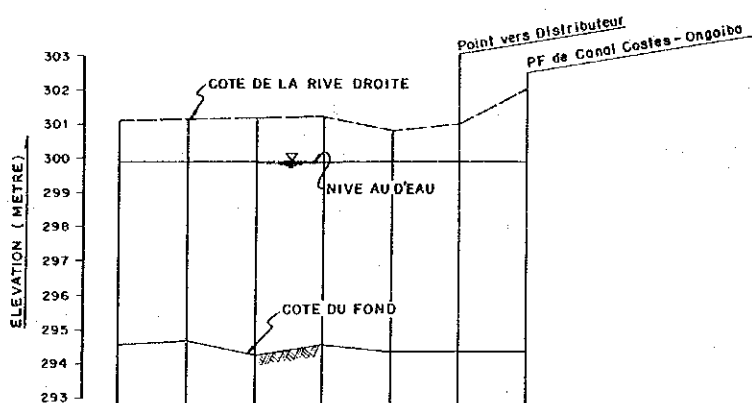 Point vers Distributeur
PF de Canal Costes-Ongoiba
303
302
301
300
299
298
297
296
295
294
293
ELEVATION (METRE)
COTE DE LA RIVE DROITE
NIVE AU D'EAU
COTE DU FOND